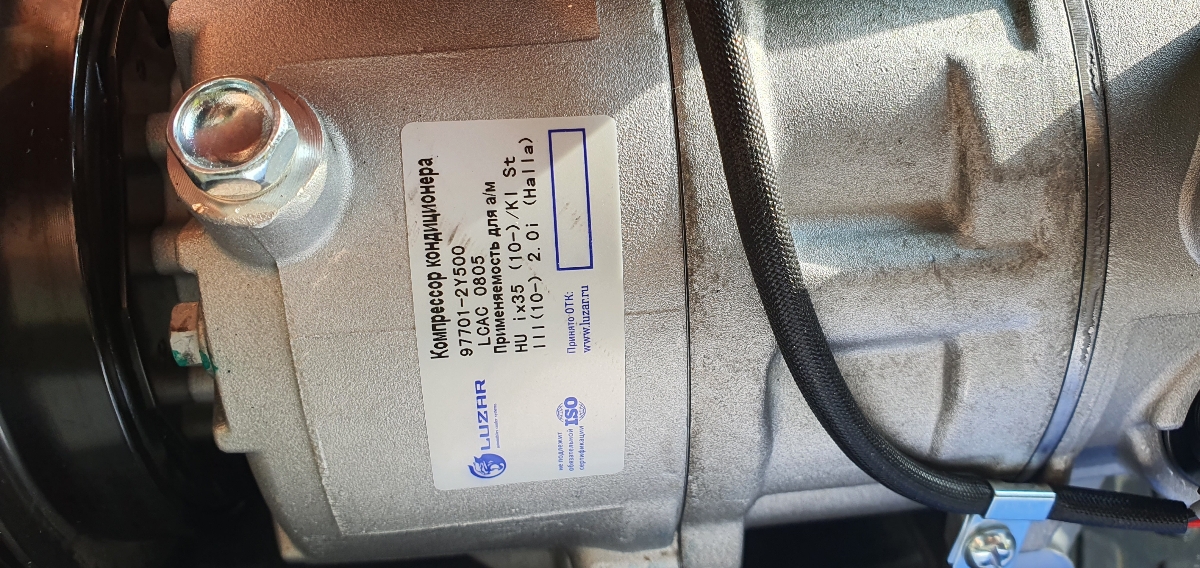 Компрессор кондиционера
97701-2Y500
LCAC 0805
Применяемость для а/м
HU ix35 (10-)/KI St
III(10-) 2.0i (Halla)
LUZAR
не подлежит
обязательной
сертификации
ISO
Принято ОТК:
www.luzar.ru